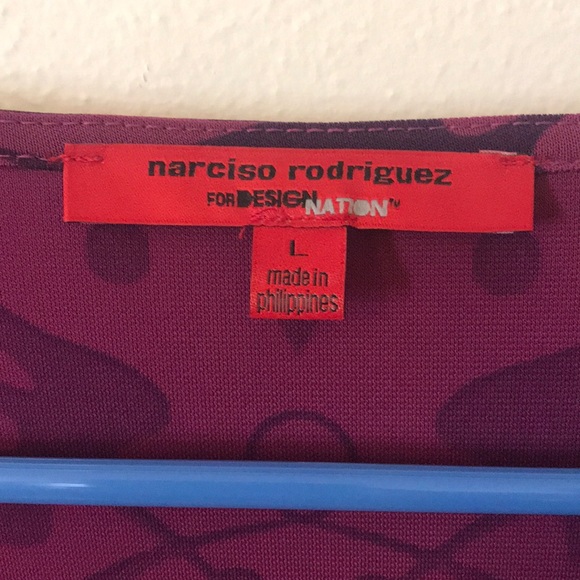 narciso rodriguez
FOR DESIGN NATION™
L
made in
philippines